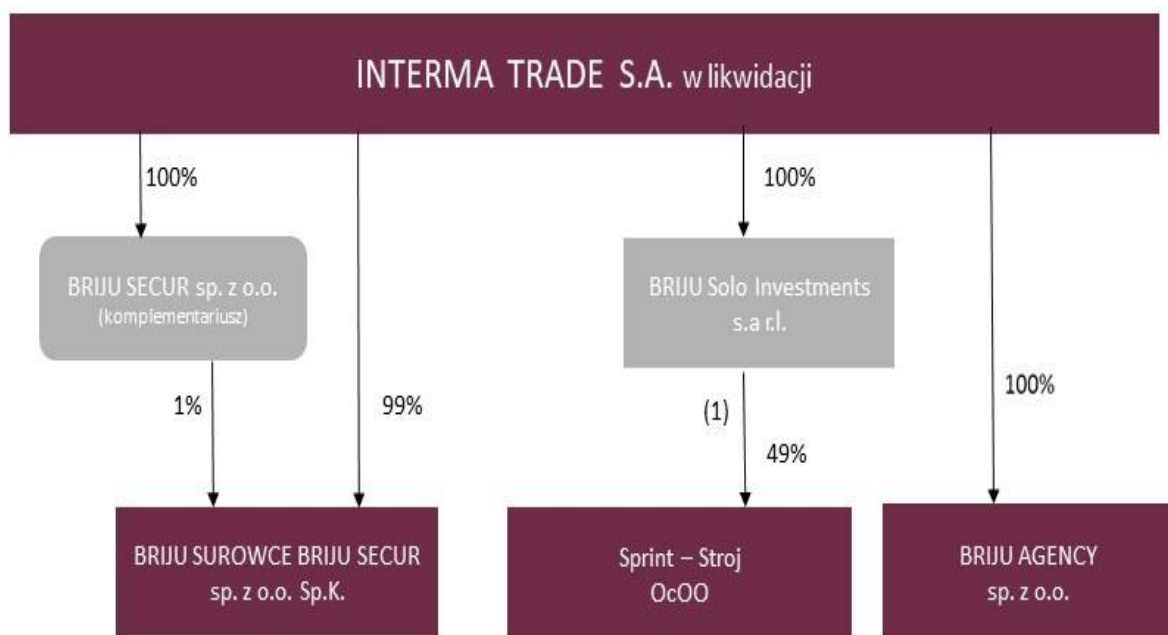 INTERMA TRADE S.A. w likwidacji
100%
100%
BRIJU SECUR sp. z o.o.
(komplementariusz)
BRIJU Solo Investments
s.a r.l.
1%
99%
(1)
49%
100%
BRIJU SUROWCE BRIJU SECUR
sp. z o.o. Sp.K.
Sprint – Stroj
OcOO
BRIJU AGENCY
sp. z o.o.